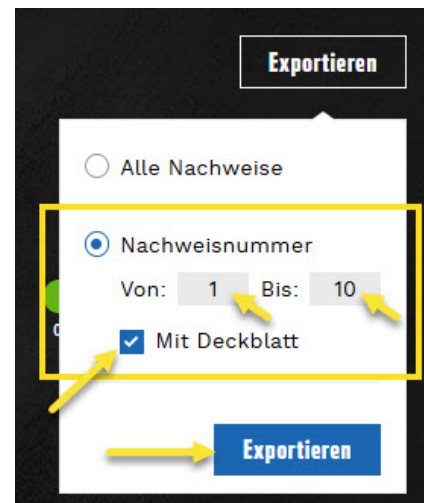 Exportieren
Alle Nachweise
Nachweisnummer
Von: 1 Bis: 10
Mit Deckblatt
Exportieren